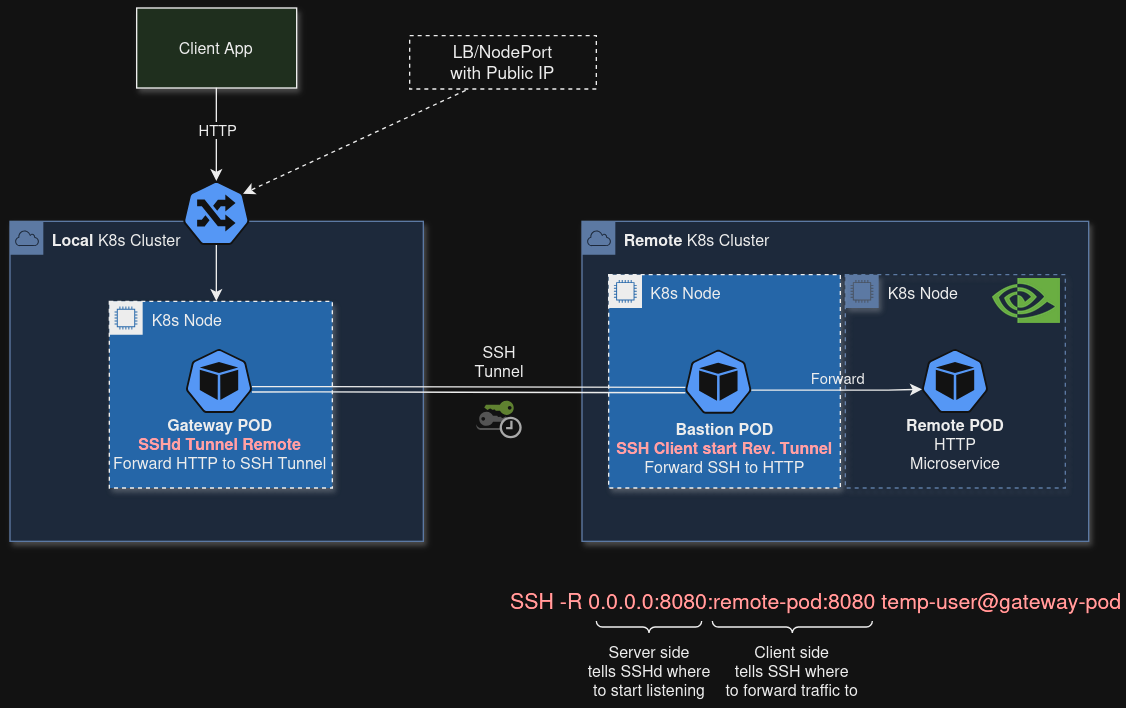 Client App
LB/NodePort
with Public IP
HTTP
Local K8s Cluster
Remote K8s Cluster
K8s Node
K8s Node
K8s Node
SSH
Tunnel
Forward
Gateway POD
SSHd Tunnel Remote
Forward HTTP to SSH Tunnel
Bastion POD
SSH Client start Rev. Tunnel
Forward SSH to HTTP
Remote POD
HTTP
Microservice
SSH -R 0.0.0.0:8080:remote-pod:8080 temp-user@gateway-pod
Server side
tells SSHd where
to start listening
Client side
tells SSH where
to forward traffic to